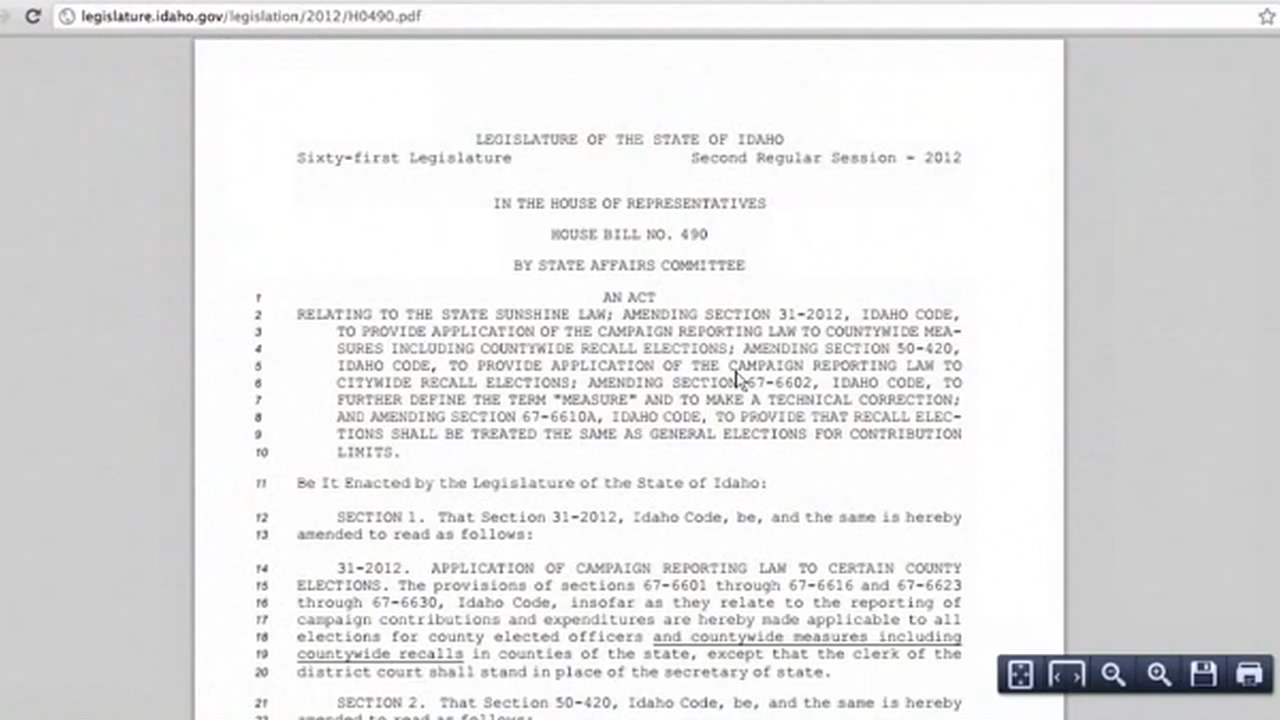 legislature.idaho.gov/legislation/2012/H0490.pdf
LEGISLATURE OF THE STATE OF IDAHO
Sixty-first Legislature Second Regular Session - 2012
IN THE HOUSE OF REPRESENTATIVES
HOUSE BILL NO. 490
BY STATE AFFAIRS COMMITTEE
1 AN ACT
2 RELATING TO THE STATE SUNSHINE LAW; AMENDING SECTION 31-2012, IDAHO CODE,
3 TO PROVIDE APPLICATION OF THE CAMPAIGN REPORTING LAW TO COUNTYWIDE MEA-
4 SURES INCLUDING COUNTYWIDE RECALL ELECTIONS; AMENDING SECTION 50-420,
5 IDAHO CODE, TO PROVIDE APPLICATION OF THE CAMPAIGN REPORTING LAW TO
6 CITYWIDE RECALL ELECTIONS; AMENDING SECTION 67-6602, IDAHO CODE, TO
7 FURTHER DEFINE THE TERM "MEASURE" AND TO MAKE A TECHNICAL CORRECTION;
8 AND AMENDING SECTION 67-6610A, IDAHO CODE, TO PROVIDE THAT RECALL ELEC-
9 TIONS SHALL BE TREATED THE SAME AS GENERAL ELECTIONS FOR CONTRIBUTION
10 LIMITS.
11 Be It Enacted by the Legislature of the State of Idaho:
12 SECTION 1. That Section 31-2012, Idaho Code, be, and the same is hereby
13 amended to read as follows:
14 31-2012. APPLICATION OF CAMPAIGN REPORTING LAW TO CERTAIN COUNTY
15 ELECTIONS. The provisions of sections 67-6601 through 67-6616 and 67-6623
16 through 67-6630, Idaho Code, insofar as they relate to the reporting of
17 campaign contributions and expenditures are hereby made applicable to all
18 elections for county elected officers and countywide measures including
19 countywide recalls in counties of the state, except that the clerk of the
20 district court shall stand in place of the secretary of state.
21 SECTION 2. That Section 50-420, Idaho Code, be, and the same is hereby
22 amended to read as follows: